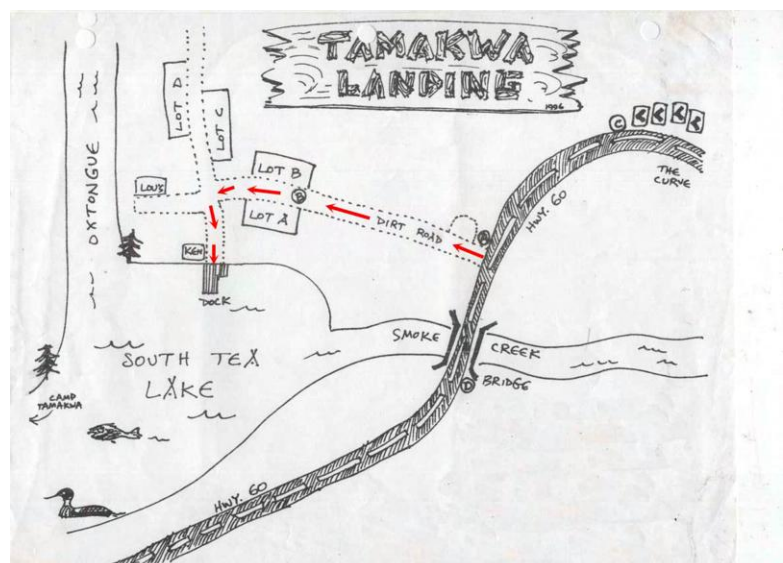 TAMAKWA
LANDING
1996
C
THE
CURVE
LOT D
LOT C
LOT B
LOU'S
B
LOT A
DIRT ROAD
A
HWY. 60
OXTONGUE
KEN
DOCK
SMOKE
CREEK
SOUTH TEA
LAKE
BRIDGE
CAMP
TAMAKWA
HWY. 60